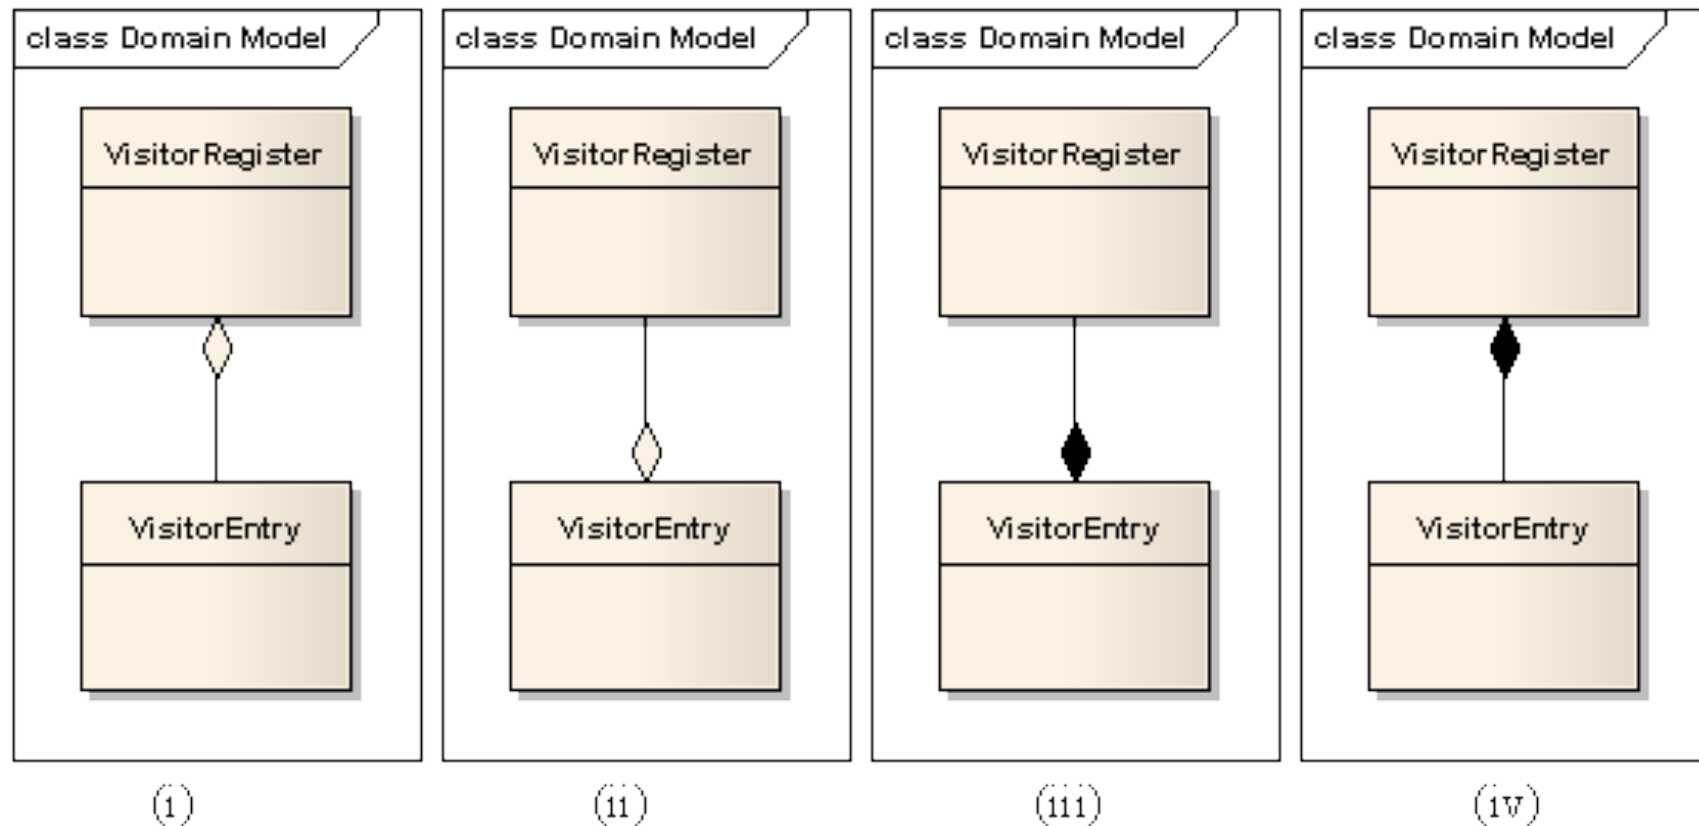 class Domain Model
VisitorRegister
VisitorEntry
(i)
class Domain Model
VisitorRegister
VisitorEntry
(ii)
class Domain Model
VisitorRegister
VisitorEntry
(iii)
class Domain Model
VisitorRegister
VisitorEntry
(iv)